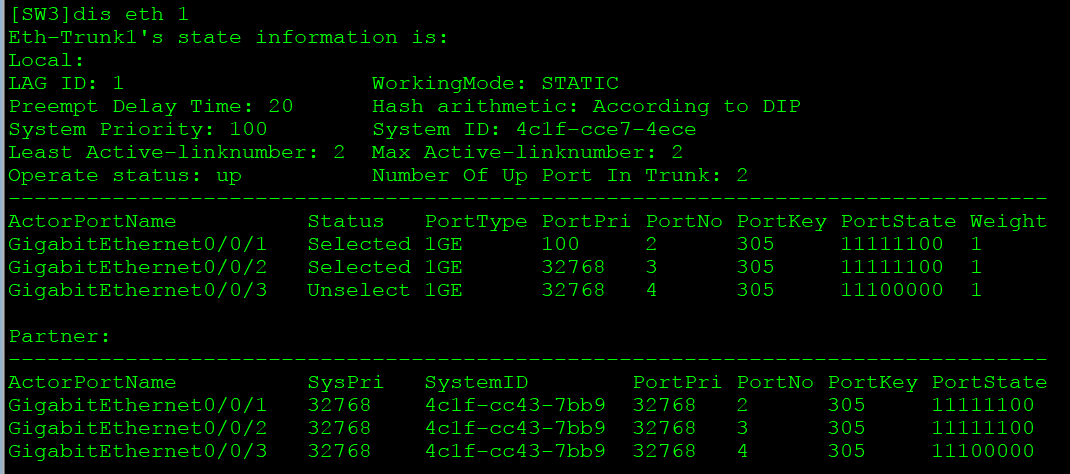 [SW3]dis eth 1
Eth-Trunk1's state information is:
Local:
LAG ID: 1                   WorkingMode: STATIC
Preempt Delay Time: 20      Hash arithmetic: According to DIP
System Priority: 100        System ID: 4c1f-cce7-4ece
Least Active-linknumber: 2  Max Active-linknumber: 2
Operate status: up          Number Of Up Port In Trunk: 2
--------------------------------------------------------------------------------
ActorPortName          Status   PortType PortPri PortNo PortKey PortState Weight
GigabitEthernet0/0/1   Selected 1GE      100     2      305     11111100  1
GigabitEthernet0/0/2   Selected 1GE      32768   3      305     11111100  1
GigabitEthernet0/0/3   Unselect 1GE      32768   4      305     11100000  1

Partner:
--------------------------------------------------------------------------------
ActorPortName          SysPri   SystemID        PortPri PortNo PortKey PortState
GigabitEthernet0/0/1   32768    4c1f-cc43-7bb9  32768   2      305     11111100
GigabitEthernet0/0/2   32768    4c1f-cc43-7bb9  32768   3      305     11111100
GigabitEthernet0/0/3   32768    4c1f-cc43-7bb9  32768   4      305     11100000